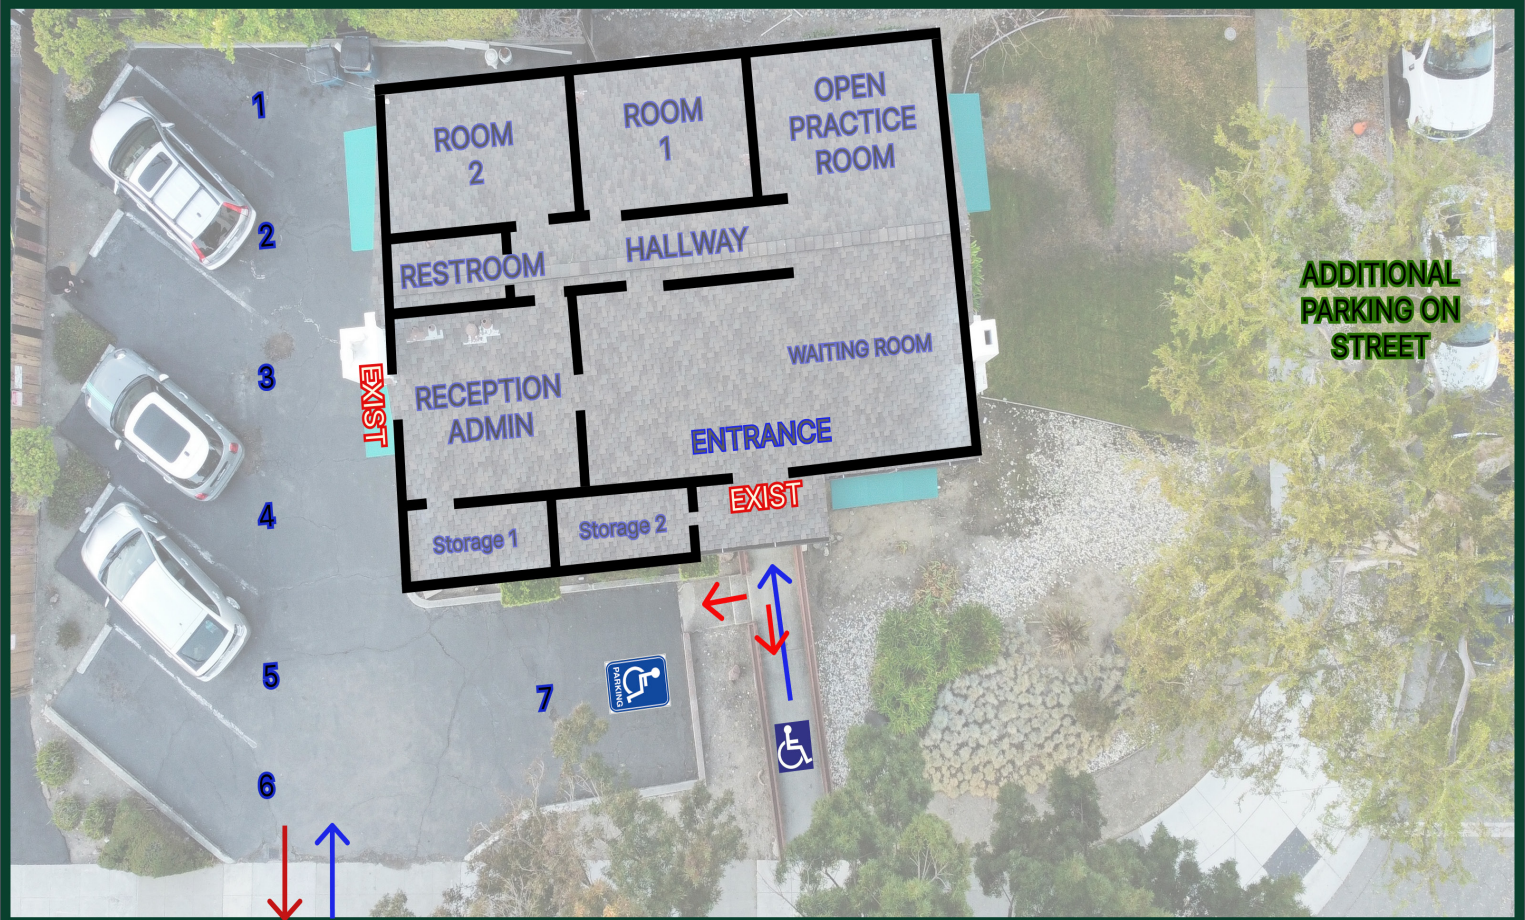 1
2
3
4
5
6
7
ROOM
2
ROOM
1
OPEN
PRACTICE
ROOM
RESTROOM
HALLWAY
RECEPTION
ADMIN
WAITING ROOM
ENTRANCE
EXIST
EXIST
Storage 1
Storage 2
PARKING
ADDITIONAL
PARKING ON
STREET